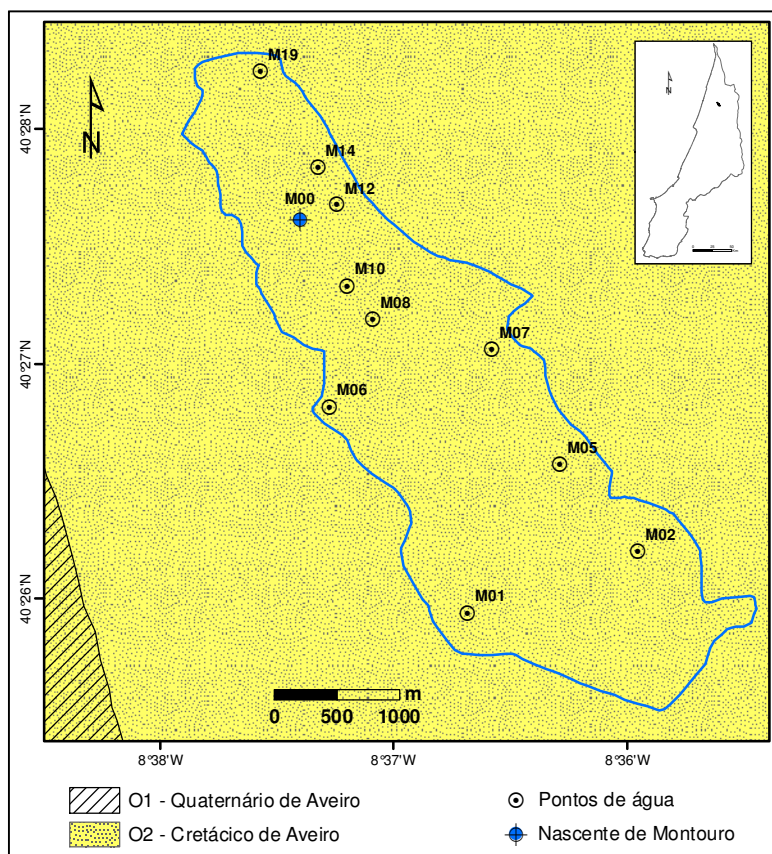 M19
N
N
40°28'N
M14
M12
M00
M10
M08
M07
40°27'N
M06
M05
M02
40°26'N
M01
m
0 500 1000
8°38'W 8°37'W 8°36'W
O1 - Quaternário de Aveiro
Pontos de água
O2 - Cretácico de Aveiro
Nascente de Montouro